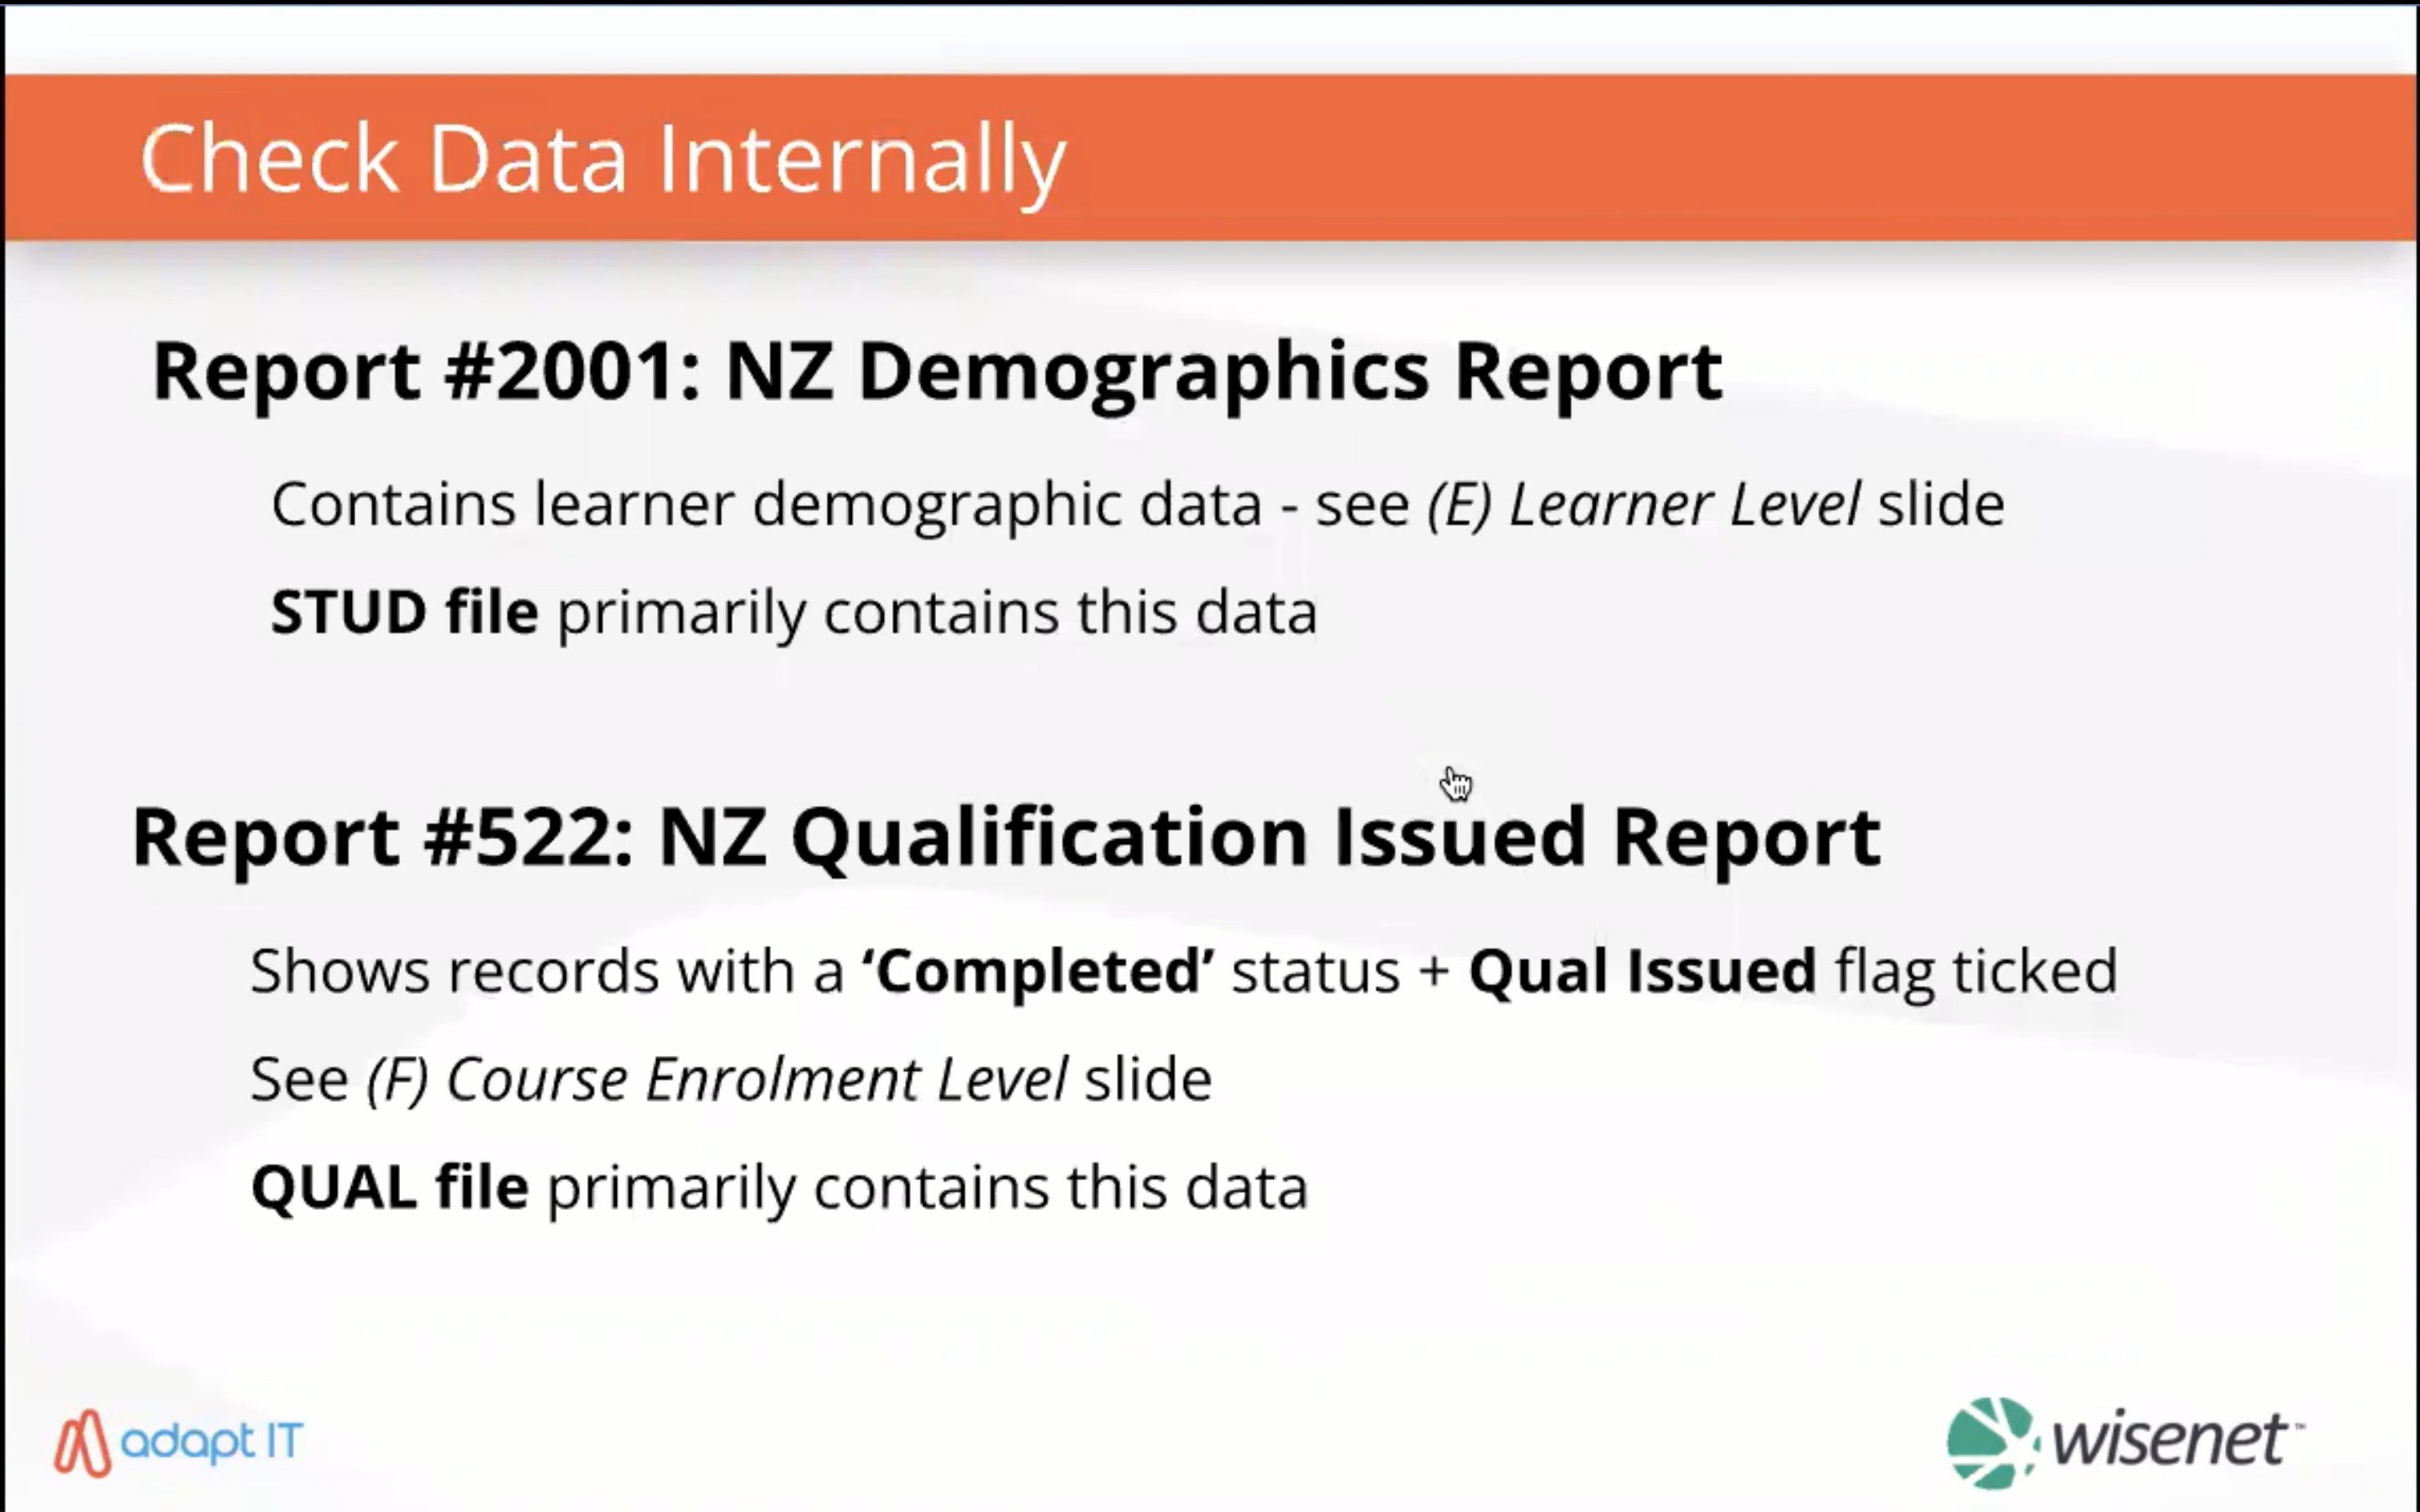 Check Data Internally
Report #2001: NZ Demographics Report
Contains learner demographic data - see (E) Learner Level slide
STUD file primarily contains this data
Report #522: NZ Qualification Issued Report
Shows records with a ‘Completed’ status + Qual Issued flag ticked
See (F) Course Enrolment Level slide
QUAL file primarily contains this data
adapt IT
wisenet™